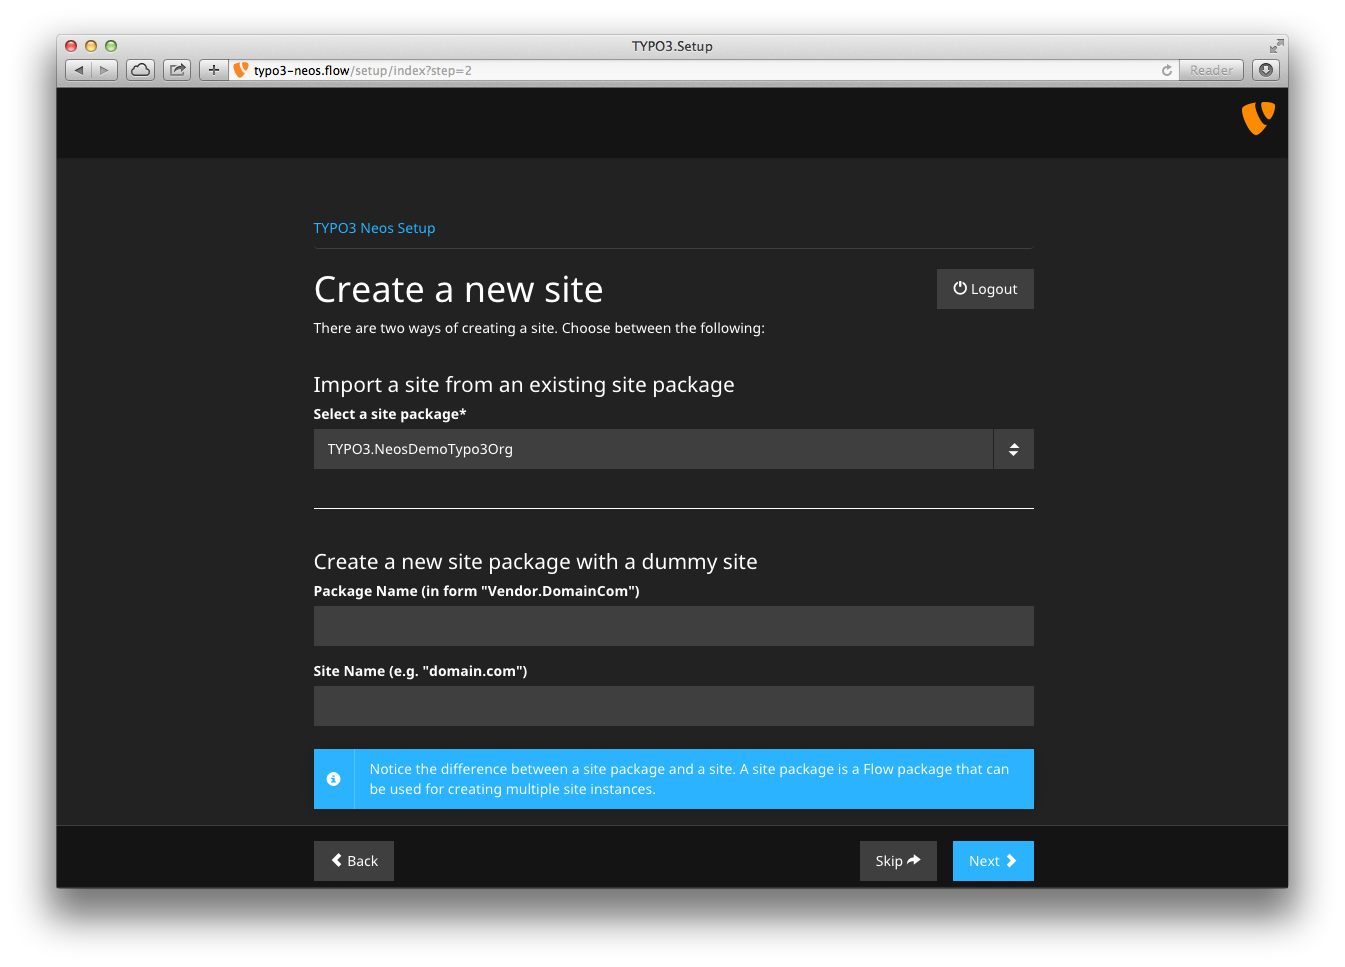 TYPO3.Setup
typo3-neos.flow/setup/index?step=2
Reader
TYPO3 Neos Setup
Create a new site
Logout
There are two ways of creating a site. Choose between the following:
Import a site from an existing site package
Select a site package*
TYPO3.NeosDemoTypo3Org
Create a new site package with a dummy site
Package Name (in form "Vendor.DomainCom")
Site Name (e.g. "domain.com")
Notice the difference between a site package and a site. A site package is a Flow package that can
be used for creating multiple site instances.
Back
Skip
Next